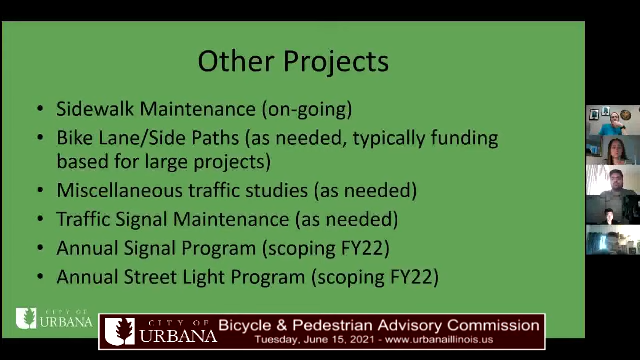 Other Projects
• Sidewalk Maintenance (on-going)
• Bike Lane/Side Paths (as needed, typically funding
based for large projects)
• Miscellaneous traffic studies (as needed)
• Traffic Signal Maintenance (as needed)
• Annual Signal Program (scoping FY22)
• Annual Street Light Program (scoping FY22)
CITY OF
URBANA
CITY OF
URBANA
Bicycle & Pedestrian Advisory Commission
Tuesday, June 15, 2021 - www.urbanaillinois.us